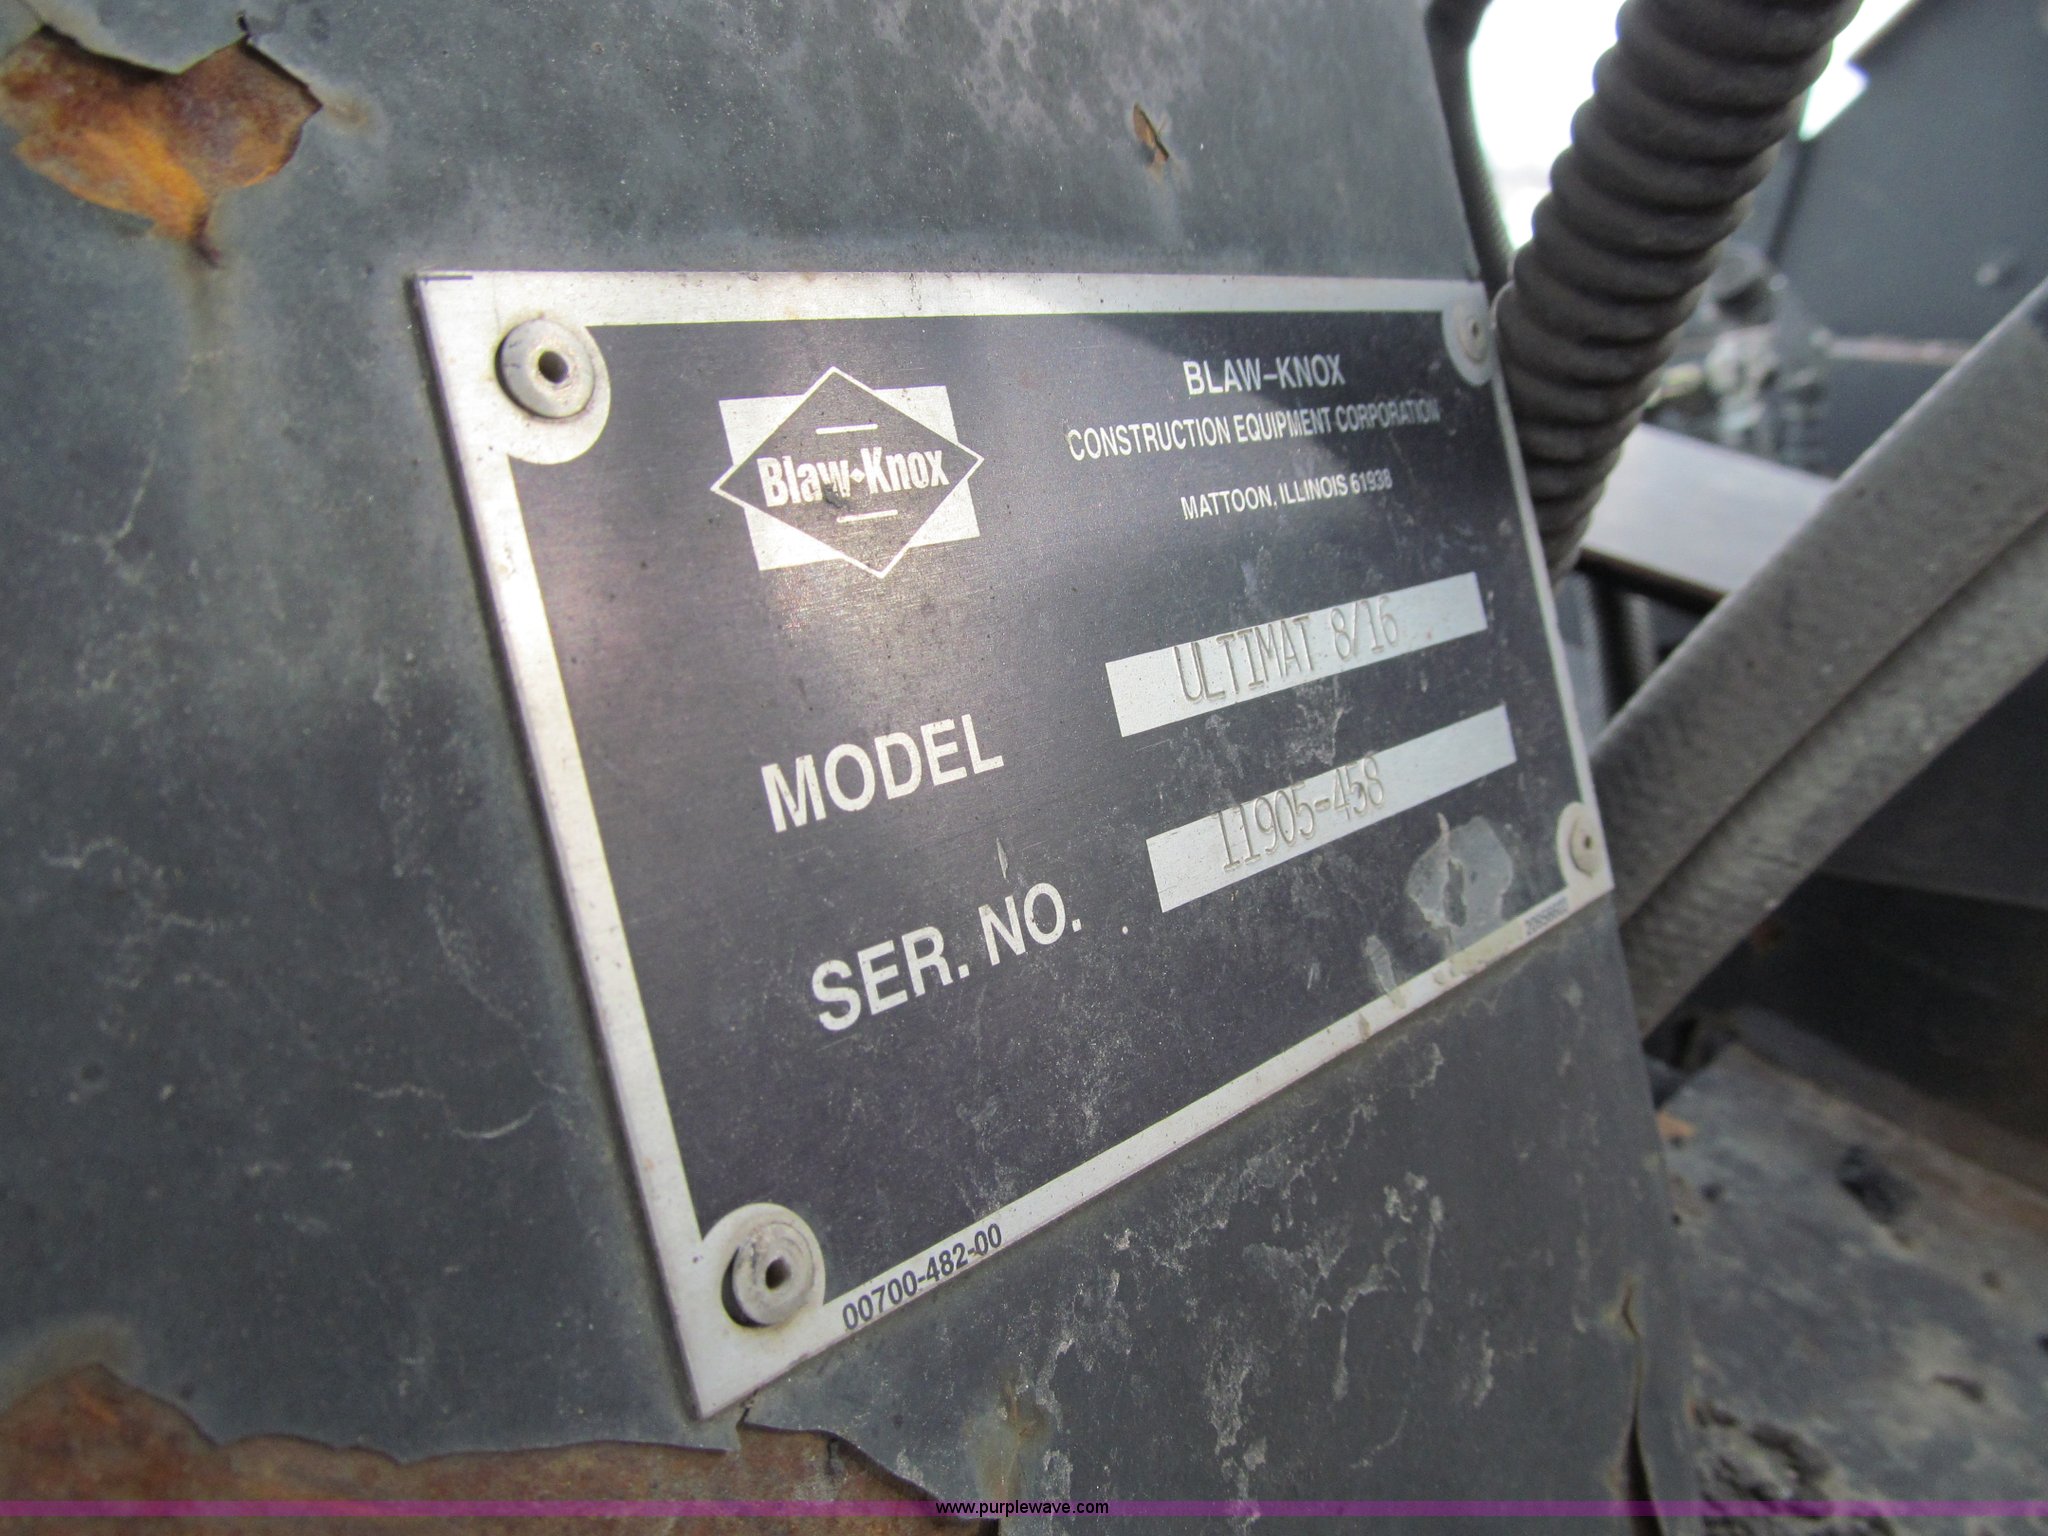 Blaw-Knox
BLAW-KNOX
CONSTRUCTION EQUIPMENT CORPORATION
MATTOON, ILLINOIS 61938
MODEL ULTIMAT 8/16
SER. NO. 11905-458
00700-482-00
www.purplewave.com